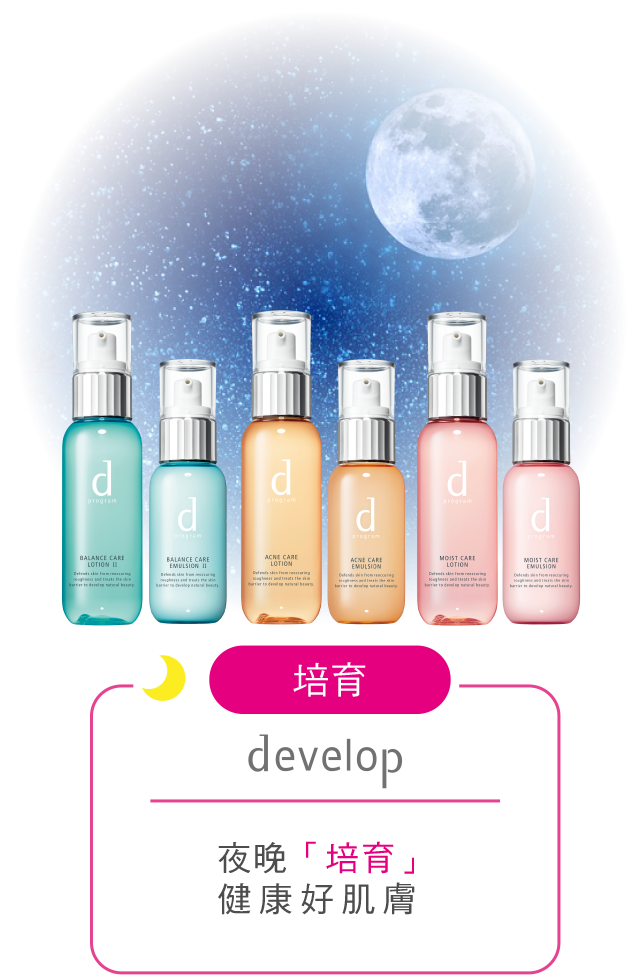 d
program
BALANCE CARE
LOTION II
Defends skin from reoccuring
roughness and treats the skin
barrier to develop natural beauty.
d
program
BALANCE CARE
EMULSION II
Defends skin from reoccuring
roughness and treats the skin
barrier to develop natural beauty.
d
program
ACNE CARE
LOTION
Defends skin from reoccuring
roughness and treats the skin
barrier to develop natural beauty.
d
program
ACNE CARE
EMULSION
Defends skin from reoccuring
roughness and treats the skin
barrier to develop natural beauty.
d
program
MOIST CARE
LOTION
Defends skin from reoccuring
roughness and treats the skin
barrier to develop natural beauty.
d
program
MOIST CARE
EMULSION
Defends skin from reoccuring
roughness and treats the skin
barrier to develop natural beauty.
培育
develop
夜晚「培育」
健康好肌膚